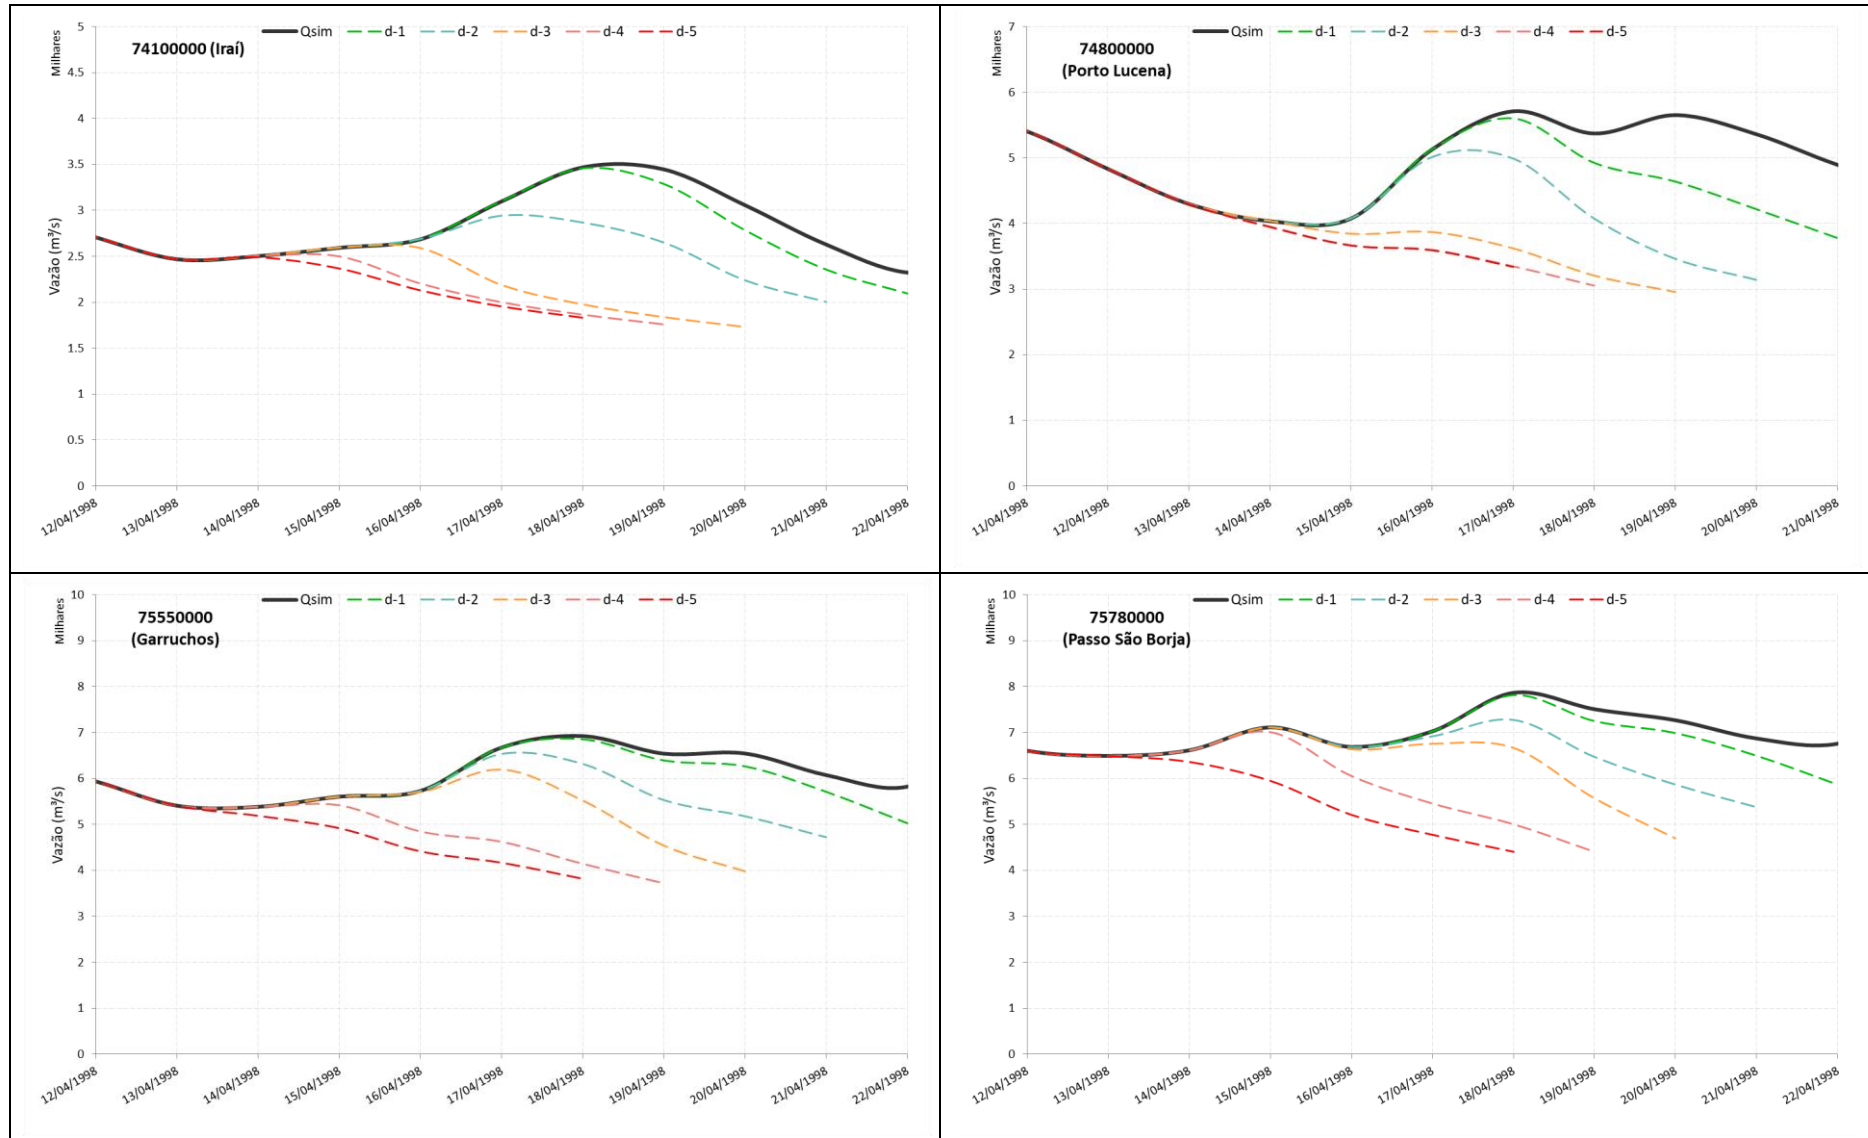 Qsim d-1 d-2 d-3 d-4 d-5
74100000 (Iraí)
Milhares
Vazão (m³/s)
5
4.5
4
3.5
3
2.5
2
1.5
1
0.5
0
12/04/1998 13/04/1998 14/04/1998 15/04/1998 16/04/1998 17/04/1998 18/04/1998 19/04/1998 20/04/1998 21/04/1998 22/04/1998
Qsim d-1 d-2 d-3 d-4 d-5
74800000
(Porto Lucena)
Milhares
Vazão (m³/s)
7
6
5
4
3
2
1
0
11/04/1998 12/04/1998 13/04/1998 14/04/1998 15/04/1998 16/04/1998 17/04/1998 18/04/1998 19/04/1998 20/04/1998 21/04/1998
Qsim d-1 d-2 d-3 d-4 d-5
75550000
(Garruchos)
Milhares
Vazão (m³/s)
10
9
8
7
6
5
4
3
2
1
0
12/04/1998 13/04/1998 14/04/1998 15/04/1998 16/04/1998 17/04/1998 18/04/1998 19/04/1998 20/04/1998 21/04/1998 22/04/1998
Qsim d-1 d-2 d-3 d-4 d-5
75780000
(Passo São Borja)
Milhares
Vazão (m³/s)
10
9
8
7
6
5
4
3
2
1
0
12/04/1998 13/04/1998 14/04/1998 15/04/1998 16/04/1998 17/04/1998 18/04/1998 19/04/1998 20/04/1998 21/04/1998 22/04/1998